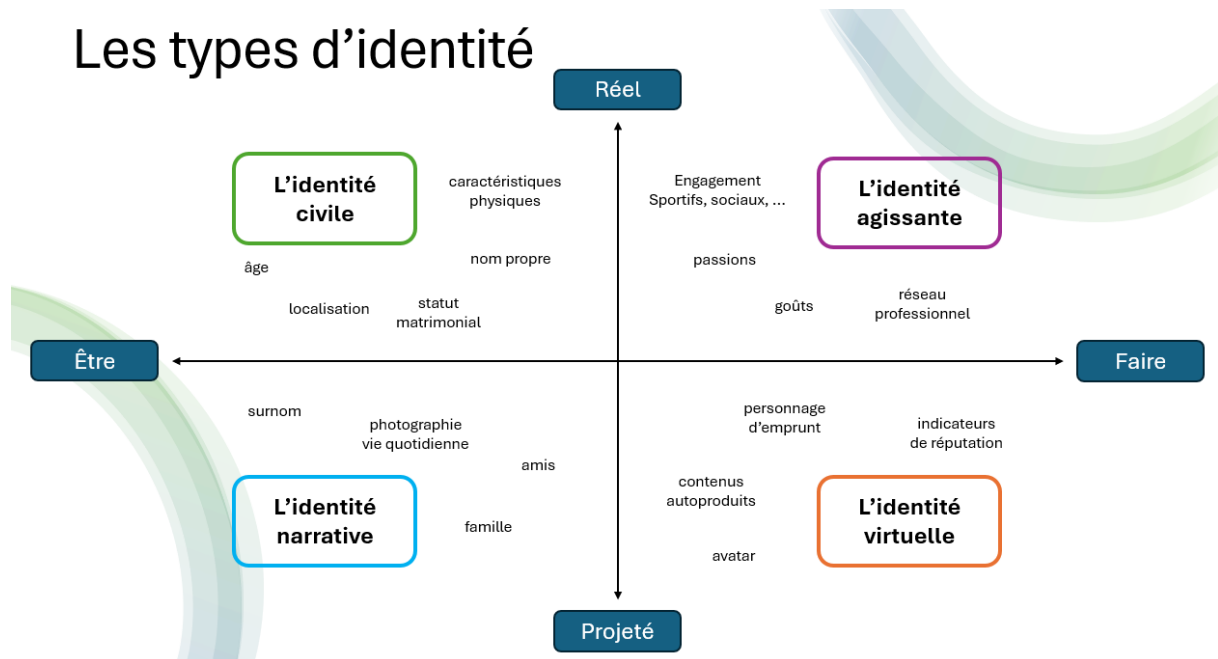 Les types d'identité
Réel
L'identité
civile
caractéristiques
physiques
nom propre
âge
localisation
statut
matrimonial
Engagement
Sportifs, sociaux, ...
L'identité
agissante
passions
goûts
réseau
professionnel
Être
Faire
surnom
photographie
vie quotidienne
amis
L'identité
narrative
famille
personnage
d'emprunt
indicateurs
de réputation
contenus
autoproduits
L'identité
virtuelle
avatar
Projeté